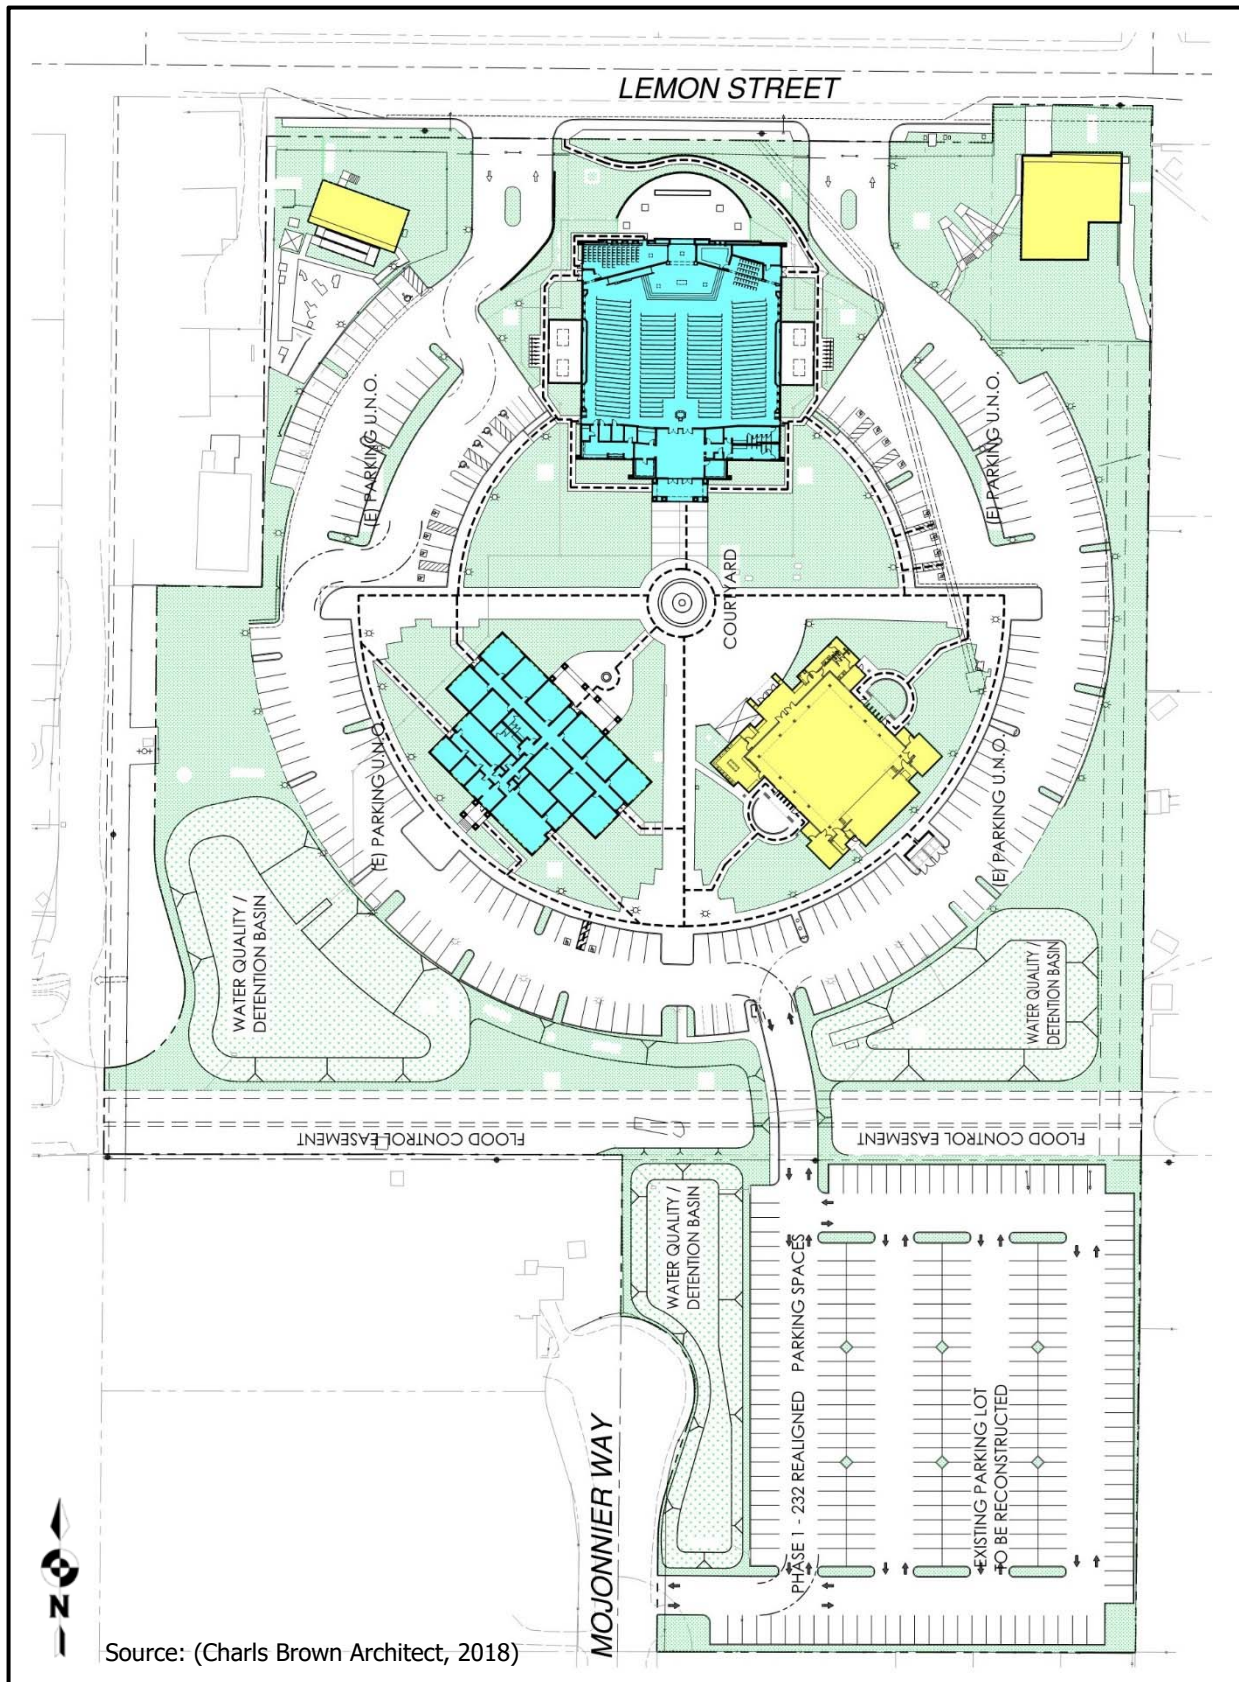 LEMON STREET
(E) PARKING U.N.O.
(E) PARKING U.N.O.
COURTYARD
(E) PARKING U.N.O.
(E) PARKING U.N.O.
WATER QUALITY /
DETENTION BASIN
WATER QUALITY /
DETENTION BASIN
FLOOD CONTROL EASEMENT
FLOOD CONTROL EASEMENT
WATER QUALITY /
DETENTION BASIN
PHASE 1 - 232 REALIGNED PARKING SPACES
EXISTING PARKING LOT
TO BE RECONSTRUCTED
MOJONNIER WAY
N
Source: (Charls Brown Architect, 2018)